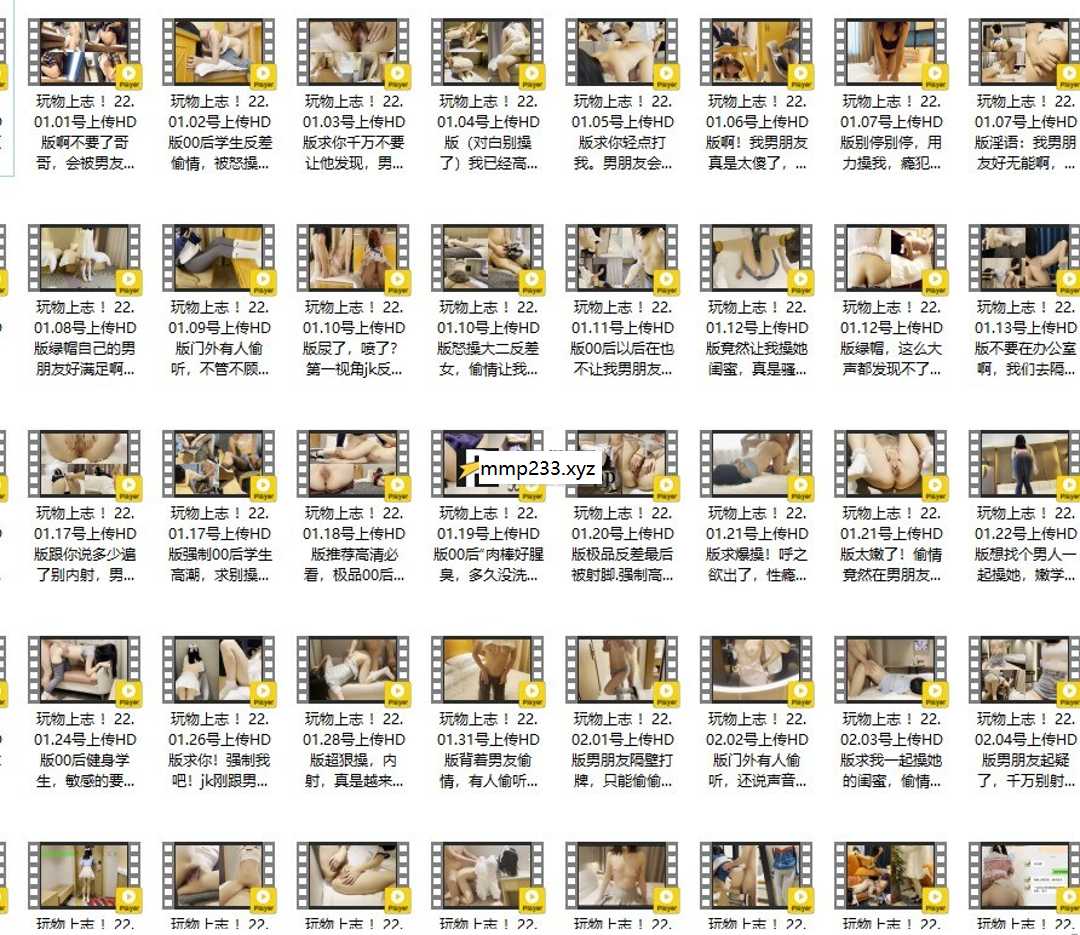 玩物上志！ 22.
01.01号上传HD
版啊不要了哥
哥，会被男友...
玩物上志！ 22.
01.02号上传HD
版00后学生反差
偷情，被怒操...
玩物上志！ 22.
01.03号上传HD
版求你千万不要
让他发现，男...
玩物上志！ 22.
01.04号上传HD
版（对白别操
了）我已经高...
玩物上志！ 22.
01.05号上传HD
版求你轻点打
我。男朋友会...
玩物上志！ 22.
01.06号上传HD
版啊！我男朋友
真是太傻了，...
玩物上志！ 22.
01.07号上传HD
版别停别停，用
力操我，瘾犯...
玩物上志！ 22.
01.07号上传HD
版淫语：我男朋
友好无能啊，...
玩物上志！ 22.
01.08号上传HD
版绿帽自己的男
朋友好满足啊...
玩物上志！ 22.
01.09号上传HD
版门外有人偷
听，不管不顾...
玩物上志！ 22.
01.10号上传HD
版尿了，喷了？
第一视角jk反...
玩物上志！ 22.
01.10号上传HD
版怒操大二反差
女，偷情让我...
玩物上志！ 22.
01.11号上传HD
版00后以后在也
不让我男朋友...
玩物上志！ 22.
01.12号上传HD
版竟然让我操她
闺蜜，真是骚...
玩物上志！ 22.
01.12号上传HD
版绿帽，这么大
声都发现不了...
玩物上志！ 22.
01.13号上传HD
版不要在办公室
啊，我们去隔...
mmp233.xyz
玩物上志！ 22.
01.17号上传HD
版跟你说多少遍
了别内射，男...
玩物上志！ 22.
01.17号上传HD
版强制00后学生
高潮，求别操...
玩物上志！ 22.
01.18号上传HD
版推荐高清必
看，极品00后...
玩物上志！ 22.
01.19号上传HD
版00后“肉棒好腥
臭，多久没洗...
玩物上志！ 22.
01.20号上传HD
版极品反差最后
被射脚.强制高...
玩物上志！ 22.
01.21号上传HD
版求爆操！呼之
欲出了，性瘾...
玩物上志！ 22.
01.21号上传HD
版太嫩了！偷情
竟然在男朋友...
玩物上志！ 22.
01.22号上传HD
版想找个男人一
起操她，嫩学...
玩物上志！ 22.
01.24号上传HD
版00后健身学
生，敏感的要...
玩物上志！ 22.
01.26号上传HD
版求你！强制我
吧！jk刚跟男...
玩物上志！ 22.
01.28号上传HD
版超狠操，内
射，真是越来...
玩物上志！ 22.
01.31号上传HD
版背着男友偷
情，有人偷听...
玩物上志！ 22.
02.01号上传HD
版男朋友隔壁打
牌，只能偷偷...
玩物上志！ 22.
02.02号上传HD
版门外有人偷
听，还说声音...
玩物上志！ 22.
02.03号上传HD
版求我一起操她
的闺蜜，偷情...
玩物上志！ 22.
02.04号上传HD
版男朋友起疑
了，千万别射...